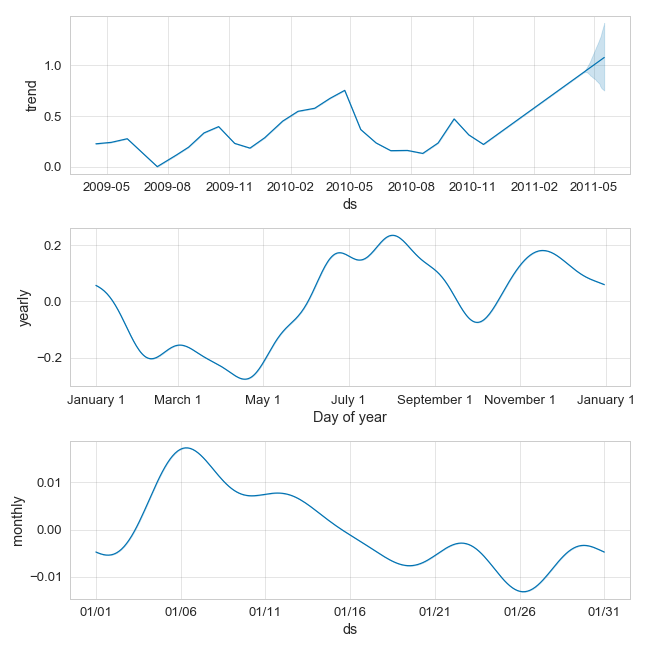 1.0
0.5
0.0
trend
2009-05 2009-08 2009-11 2010-02 2010-05 2010-08 2010-11 2011-02 2011-05
ds
0.2
0.0
−0.2
yearly
January 1 March 1 May 1 July 1 September 1 November 1 January 1
Day of year
0.01
0.00
−0.01
monthly
01/01 01/06 01/11 01/16 01/21 01/26 01/31
ds